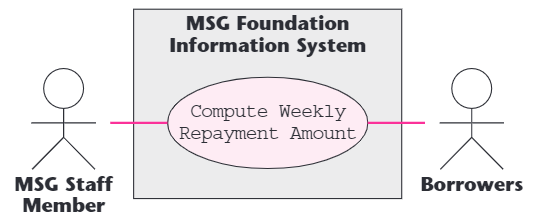 MSG Foundation
Information System
Compute Weekly
Repayment Amount
MSG Staff
Member
Borrowers